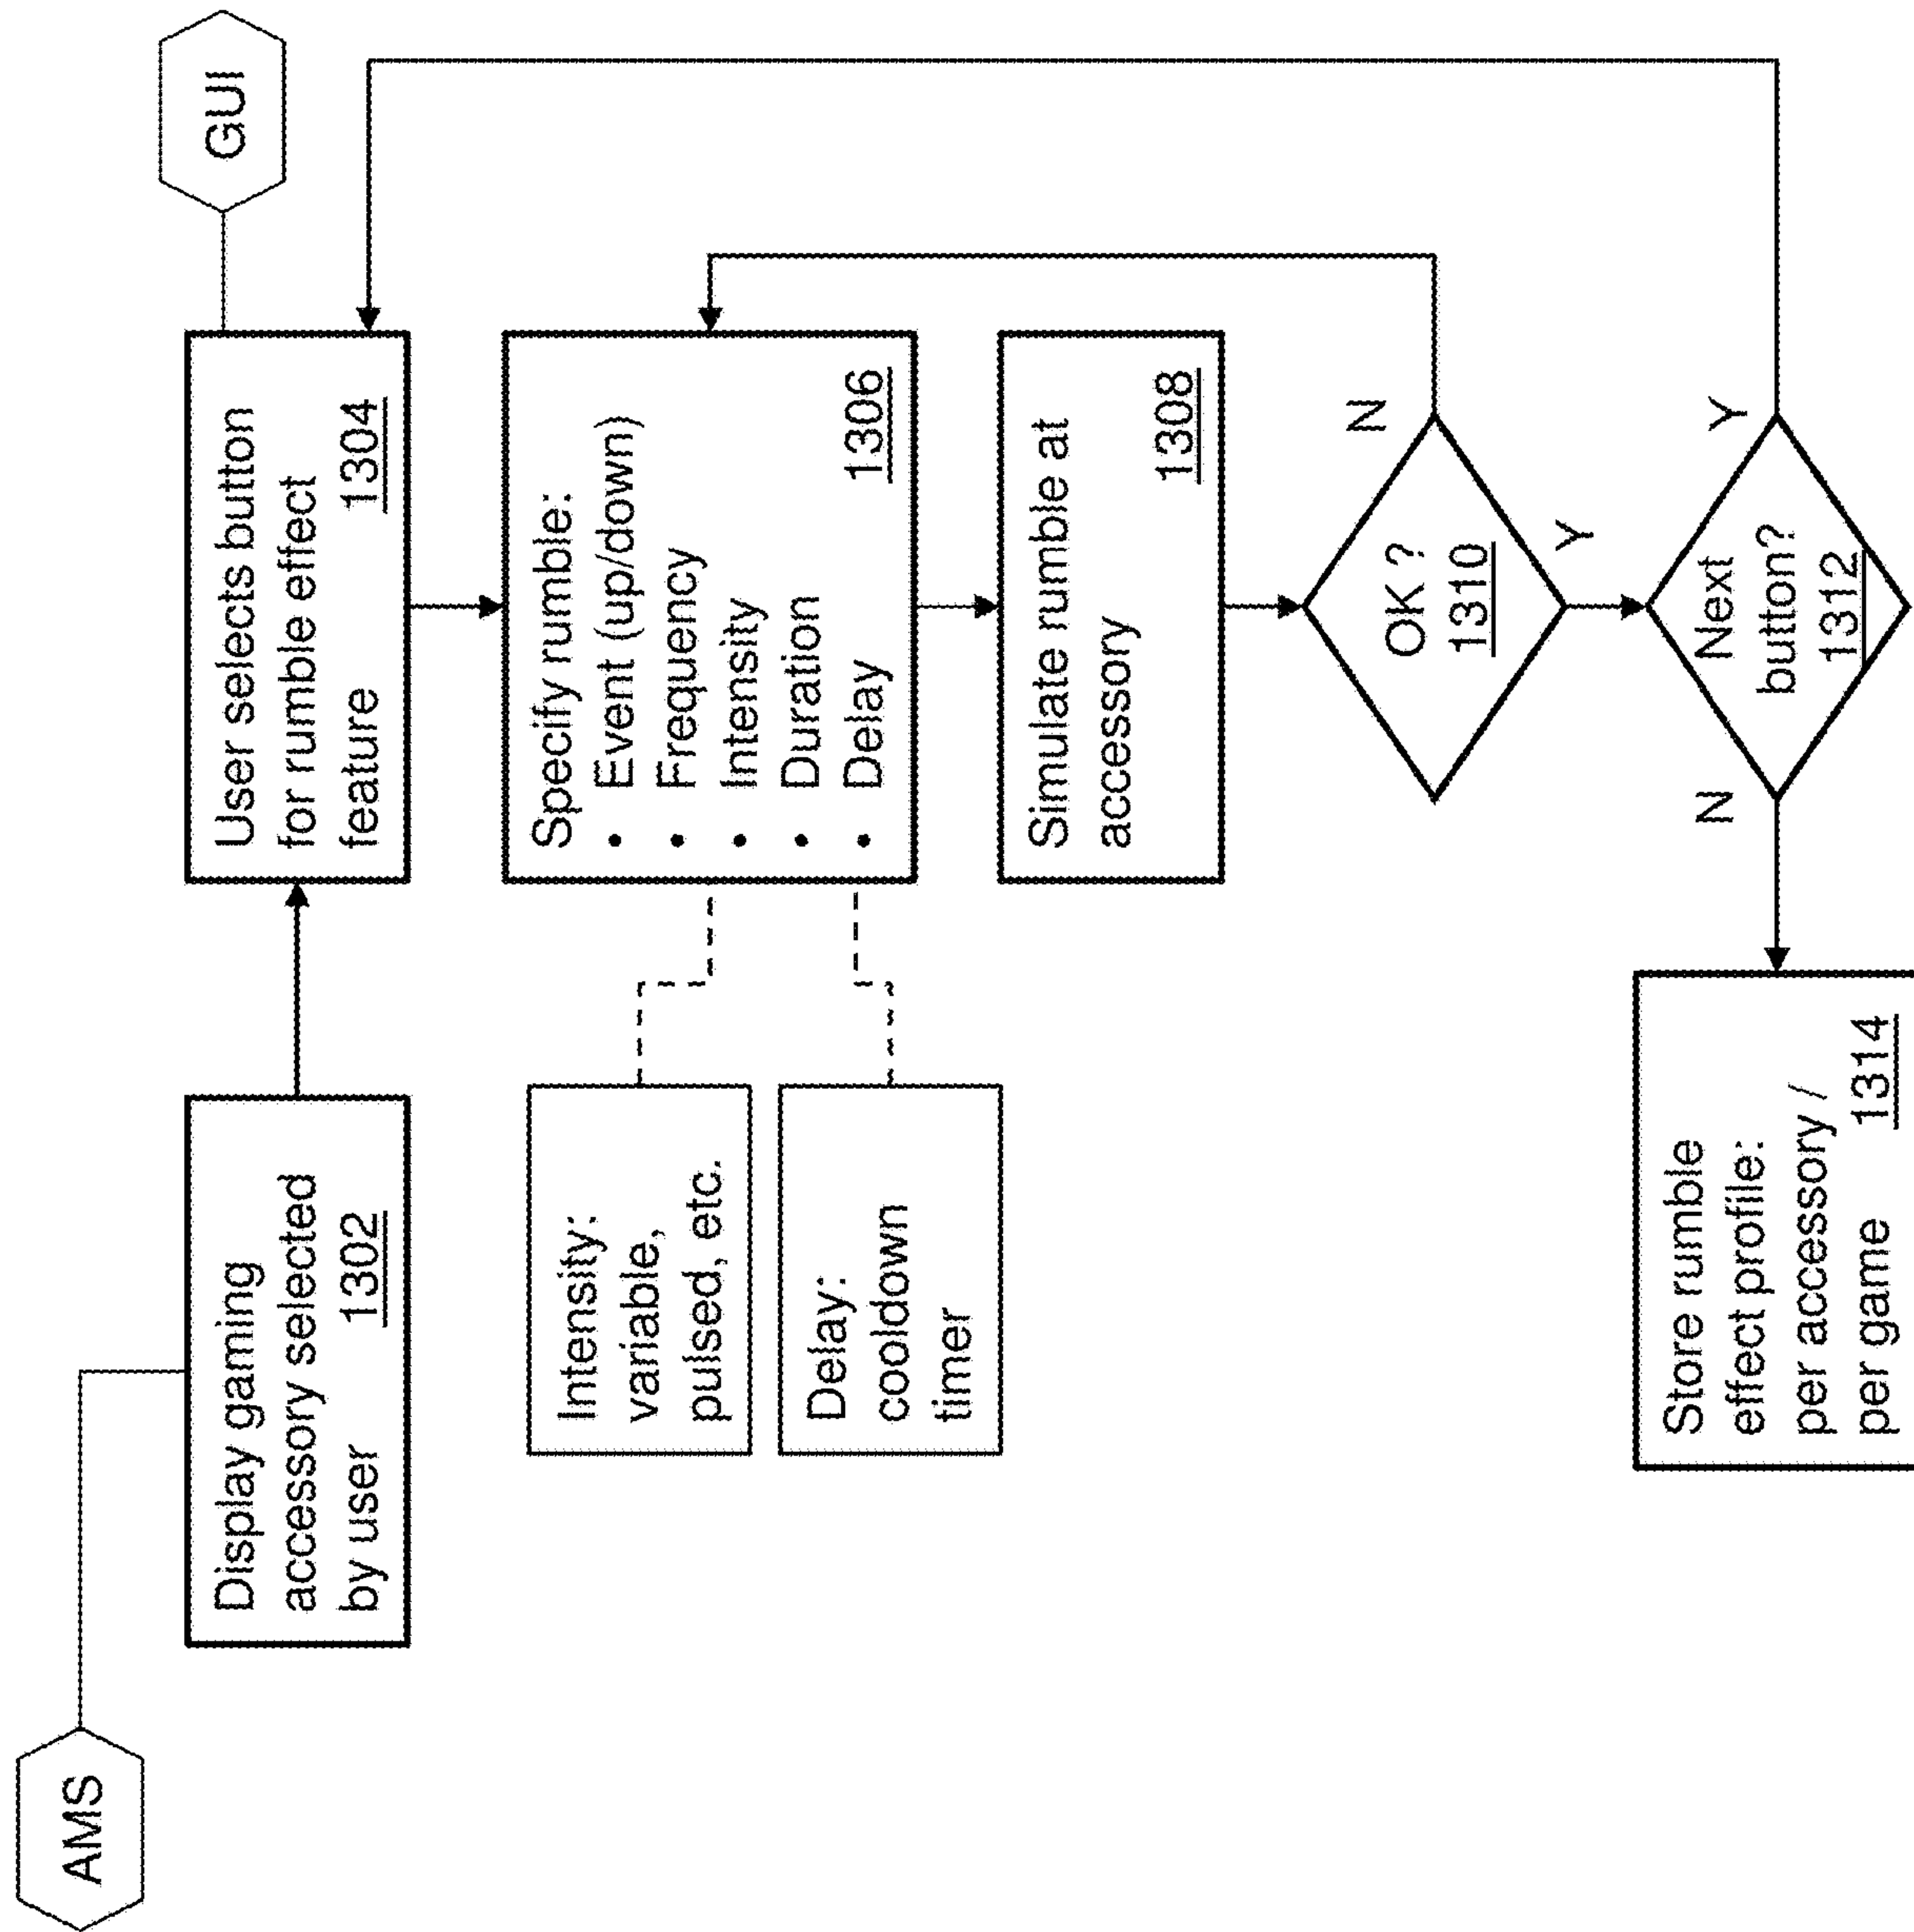 AMS
Display gaming
accessory selected
by user 1302
GUI
User selects button
for rumble effect
feature 1304
Specify rumble:
• Event (up/down)
• Frequency
• Intensity
• Duration
• Delay 1306
Intensity:
variable,
pulsed, etc.
Delay:
cooldown
timer
Simulate rumble at
accessory
1308
OK ?
1310
N
Y
Next
button?
1312
Y
N
Store rumble
effect profile:
per accessory /
per game 1314